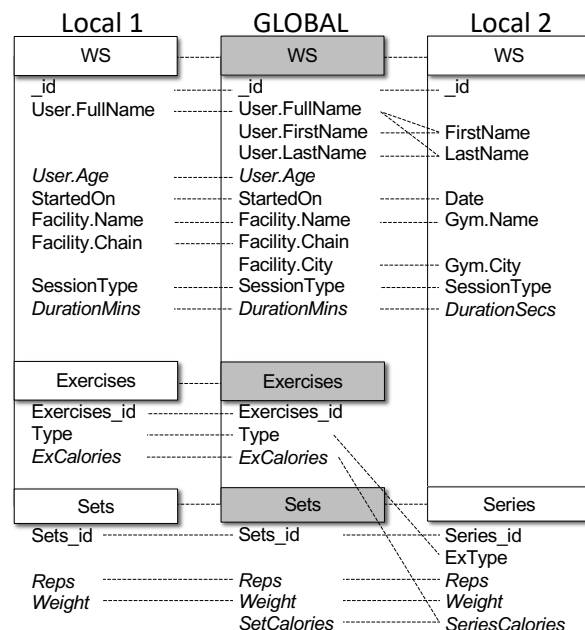 Local 1 GLOBAL Local 2
WS WS WS
_id _id _id
User.FullName User.FullName
User.FirstName FirstName
User.LastName LastName
User.Age User.Age
StartedOn StartedOn Date
Facility.Name Facility.Name Gym.Name
Facility.Chain Facility.Chain
Facility.City Gym.City
SessionType SessionType SessionType
DurationMins DurationMins DurationSecs
Exercises Exercises
Exercises_id Exercises_id
Type Type
ExCalories ExCalories
Sets Sets Series
Sets_id Sets_id Series_id
ExType
Reps Reps Reps
Weight Weight Weight
SetCalories SeriesCalories